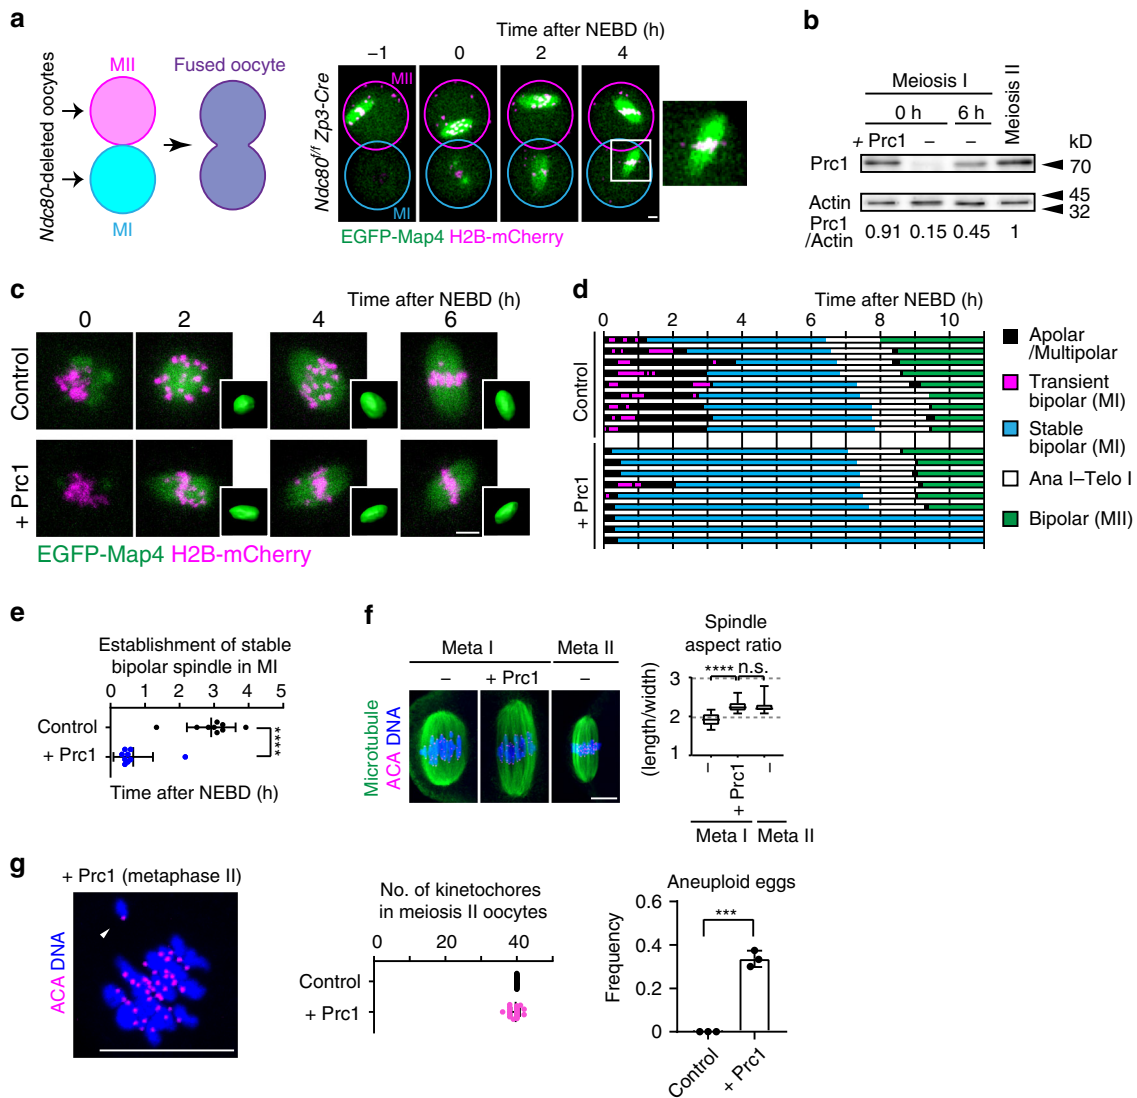 a
Ndc80-deleted oocytes
MII
MI
Fused oocyte
Time after NEBD (h)
–1 0 2 4
Ndc80f/f Zp3-Cre
MII
MI
EGFP-Map4 H2B-mCherry
b
Meiosis I
Meiosis II
0 h 6 h
+ Prc1 – –
kD
Prc1
70
Actin
45
32
Prc1
/Actin
0.91 0.15 0.45 1
c
Time after NEBD (h)
0 2 4 6
Control
+ Prc1
EGFP-Map4 H2B-mCherry
d
Time after NEBD (h)
0 2 4 6 8 10
Control
+ Prc1
Apolar
/Multipolar
Transient
bipolar (MI)
Stable
bipolar (MI)
Ana I–Telo I
Bipolar (MII)
e
Establishment of stable
bipolar spindle in MI
0 1 2 3 4 5
Control
+ Prc1
****
Time after NEBD (h)
f
Meta I Meta II
– + Prc1 –
Microtubule
ACA DNA
Spindle
aspect ratio
(length/width)
**** n.s.
3
2
1
– + Prc1 –
Meta I Meta II
g
+ Prc1 (metaphase II)
ACA DNA
No. of kinetochores
in meiosis II oocytes
0 20 40
Control
+ Prc1
Aneuploid eggs
Frequency
0.6
0.4
0.2
0
***
Control
+ Prc1